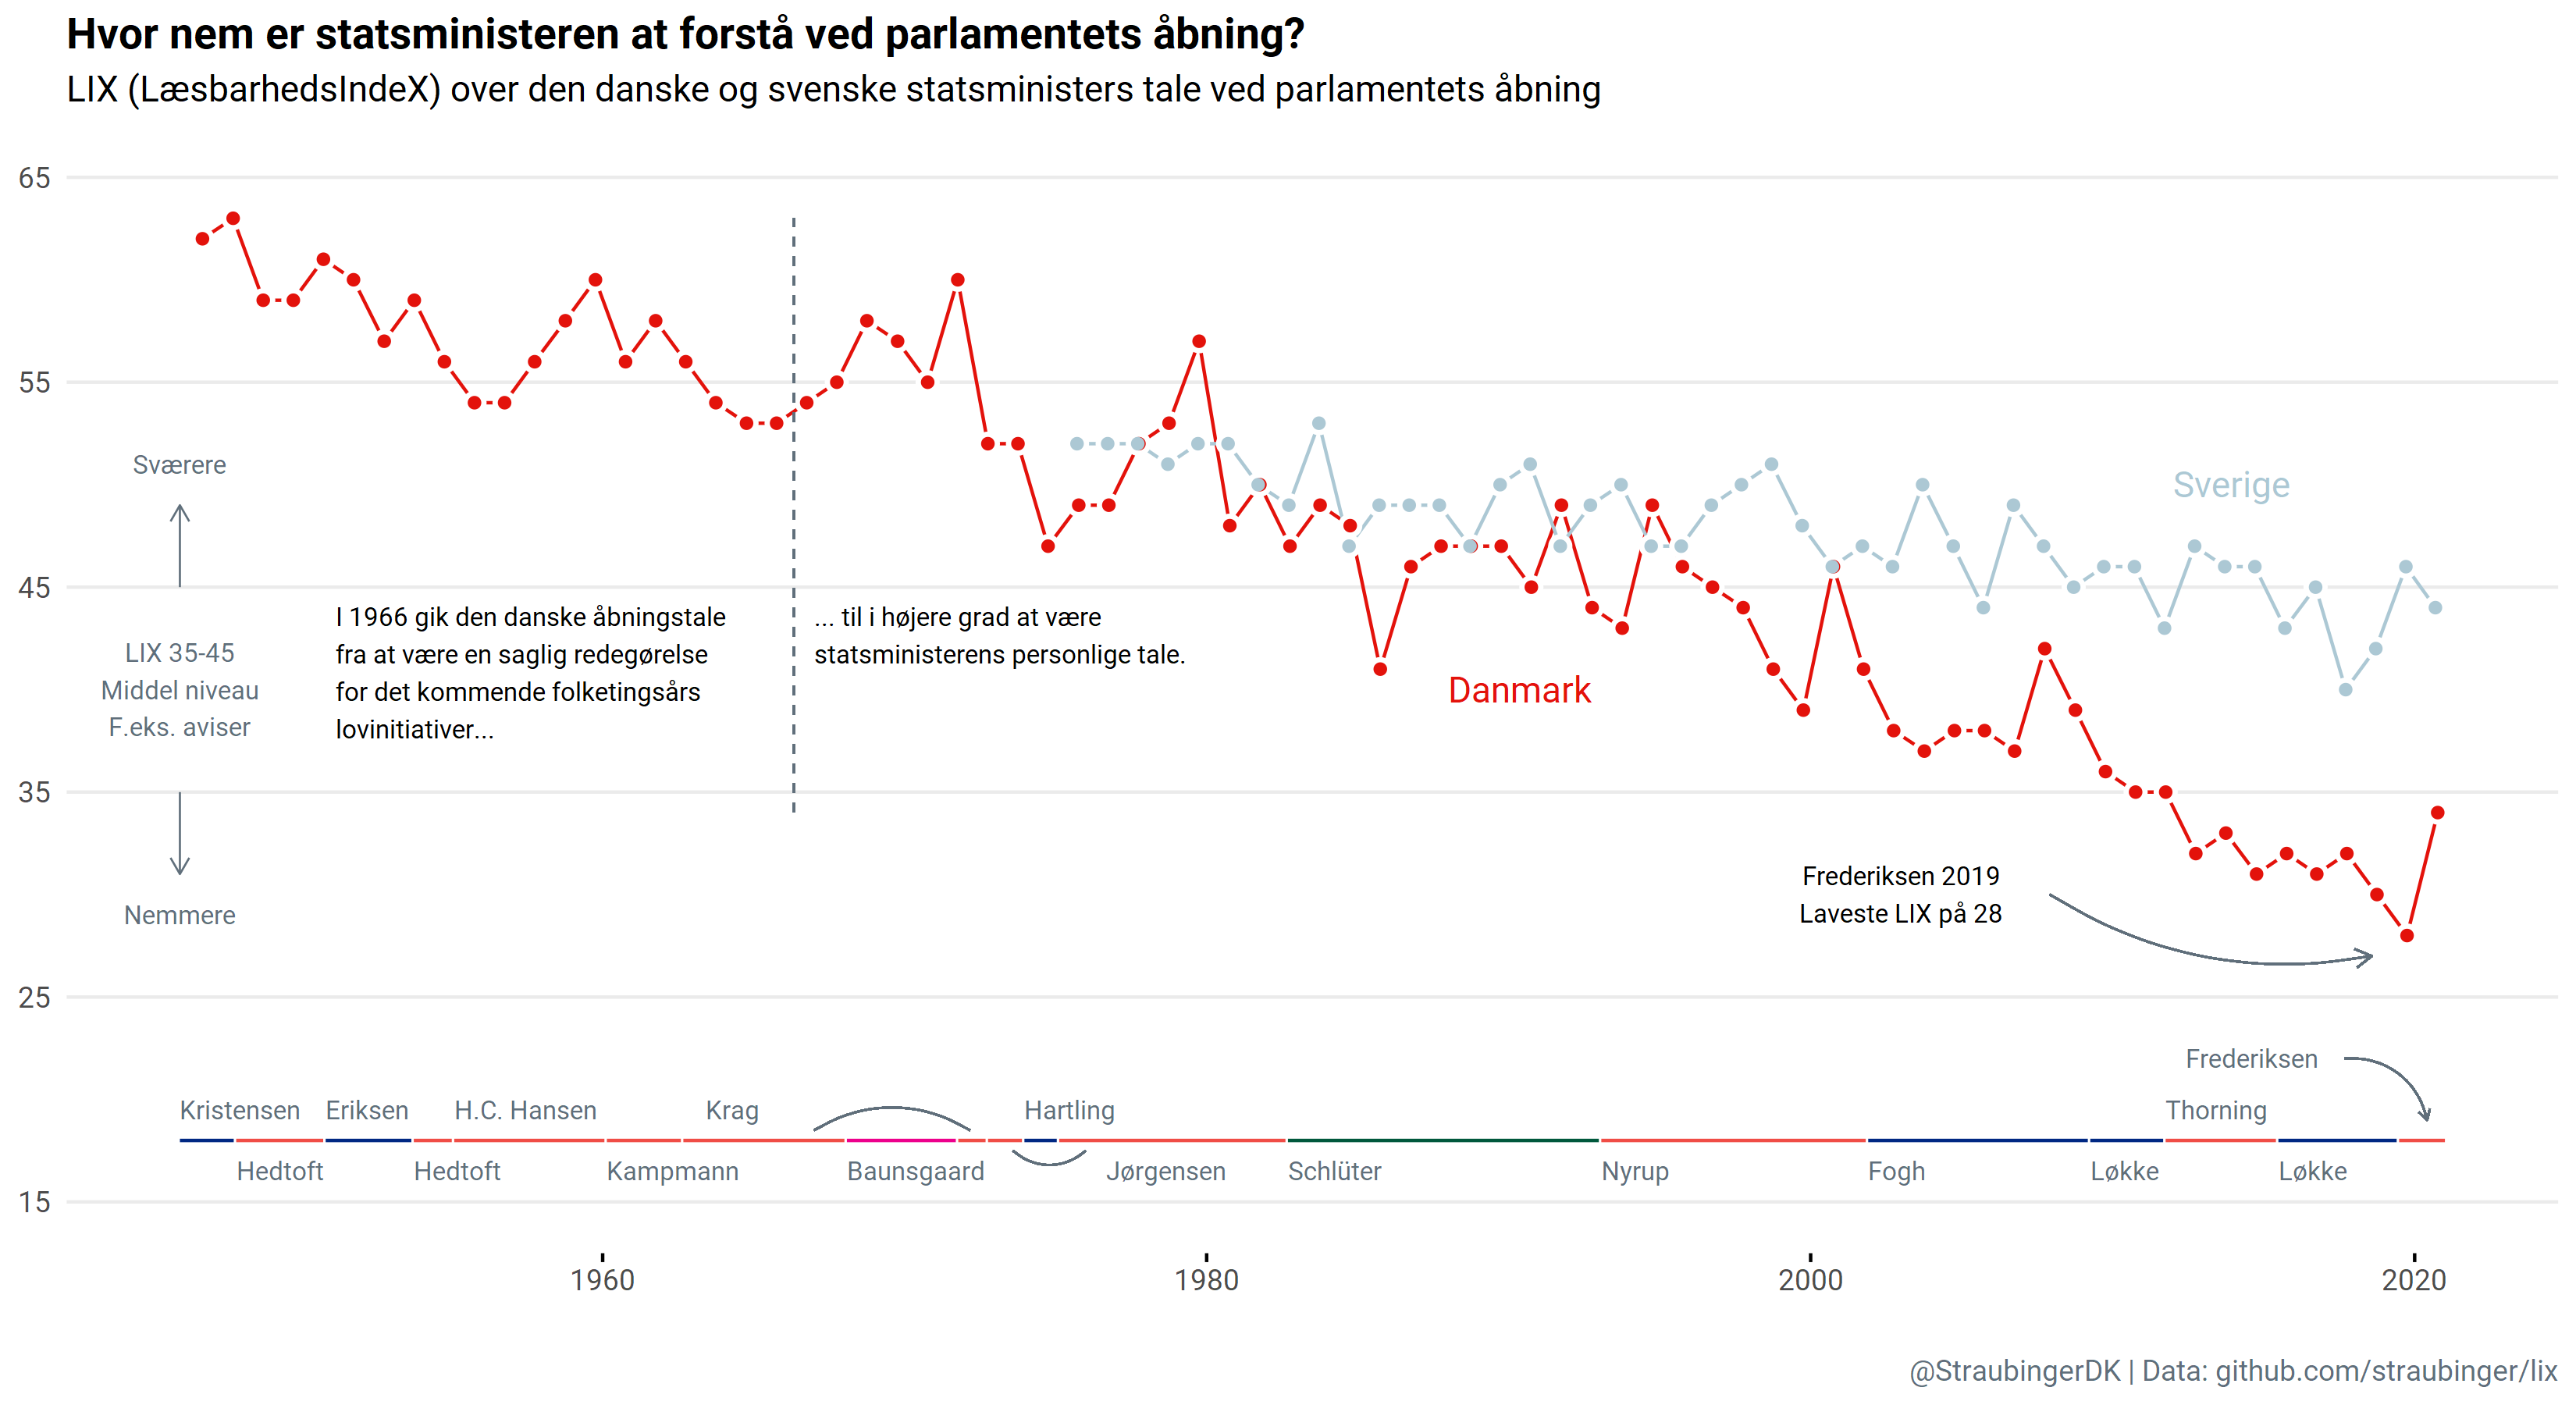 Hvor nem er statsministeren at forstå ved parlamentets åbning?
LIX (LæsbarhedsIndeX) over den danske og svenske statsministers tale ved parlamentets åbning
65
55
45
35
25
15
Sværere
LIX 35-45
Middel niveau
F.eks. aviser
Nemmere
I 1966 gik den danske åbningstale
fra at være en saglig redegørelse
for det kommende folketingsårs
lovinitiativer...
... til i højere grad at være
statsministerens personlige tale.
Sverige
Danmark
Frederiksen 2019
Laveste LIX på 28
Frederiksen
Kristensen
Eriksen
H.C. Hansen
Krag
Hartling
Thorning
Hedtoft
Hedtoft
Kampmann
Baunsgaard
Jørgensen
Schlüter
Nyrup
Fogh
Løkke
Løkke
1960
1980
2000
2020
@StraubingerDK | Data: github.com/straubinger/lix